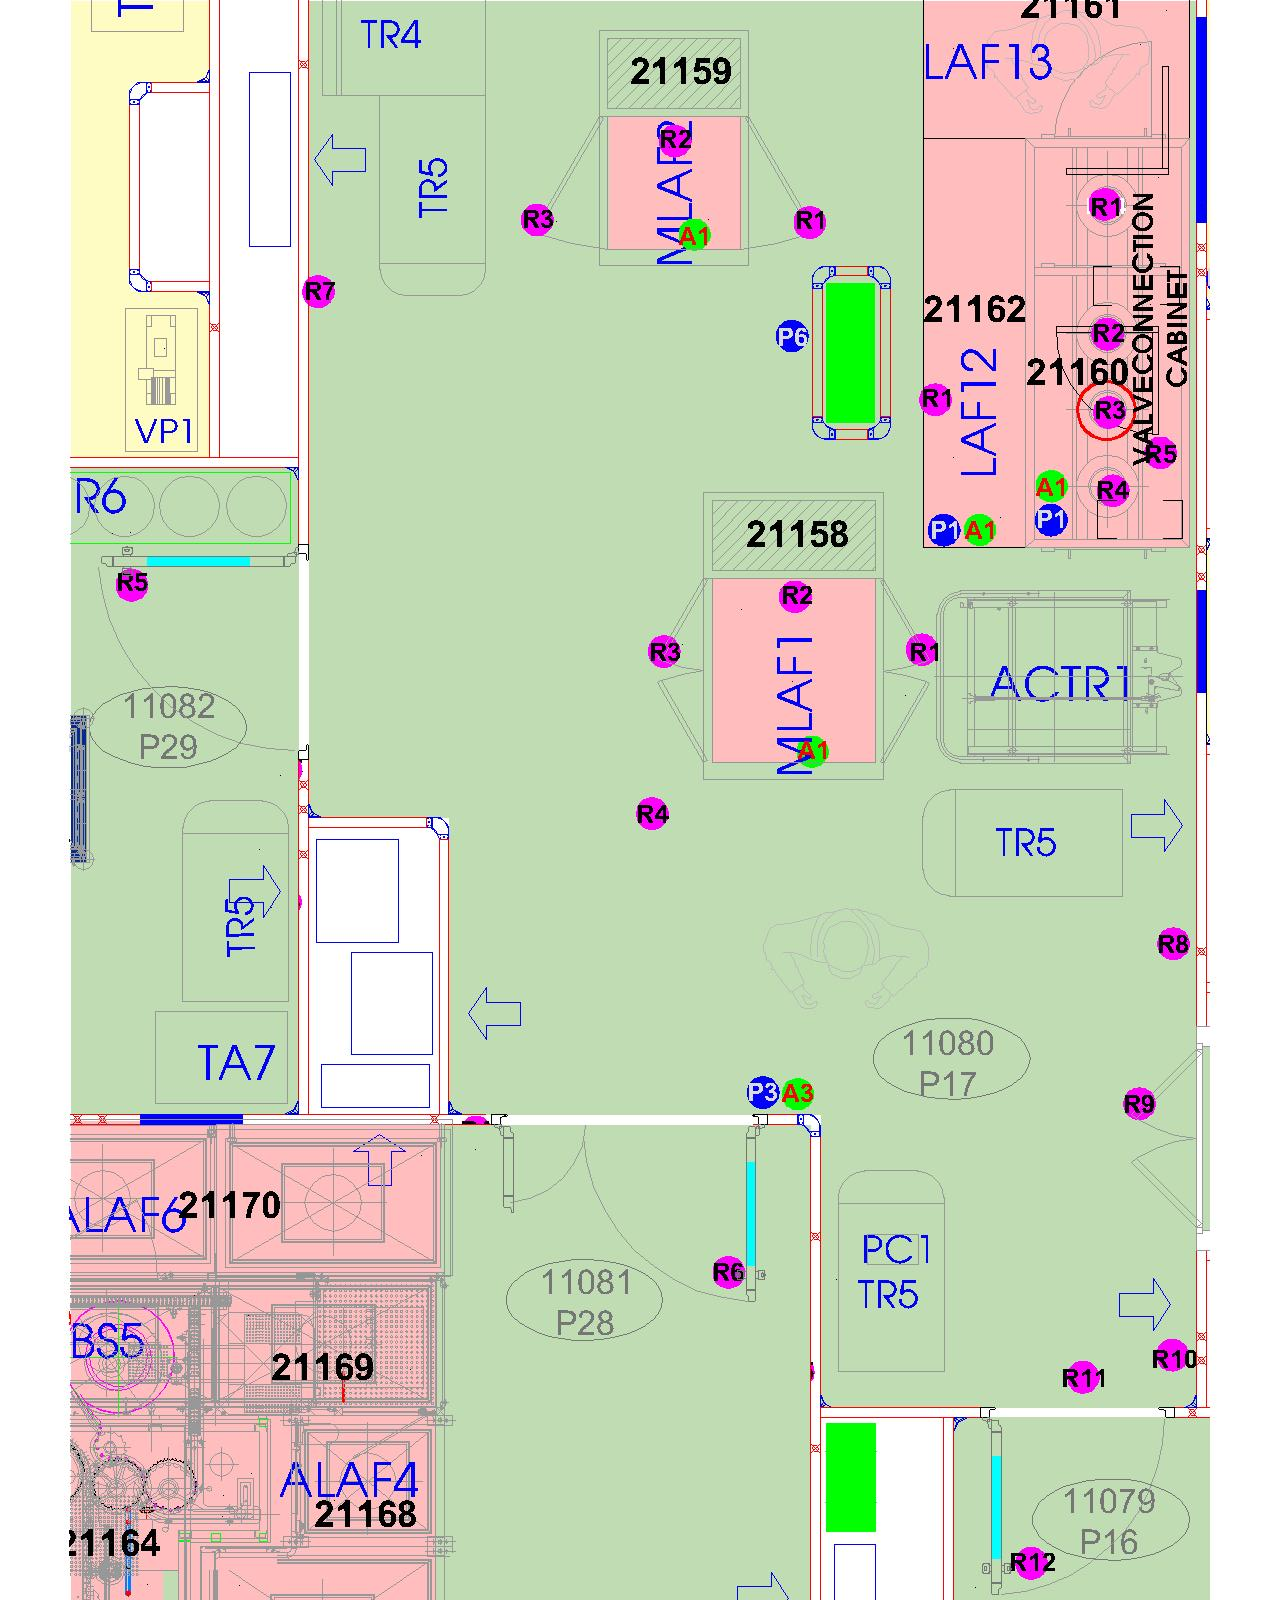 21161
TR4
LAF13
21159
R2
MLAF2
TR5
R3
R1
A1
R1
VALVECONNECTION
CABINET
R7
21162
P6
R2
21160
LAF12
R1
R3
VP1
R5
R6
A1
R4
P1
P1
A1
21158
R5
R2
MLAF1
R3
R1
ACTR1
11082
P29
A1
R4
TR5
TR5
R8
11080
P17
TA7
P3
A3
R9
ALAF6
21170
PC1
TR5
R6
11081
P28
BS5
21169
R10
R11
ALAF4
21168
11079
P16
21164
R12